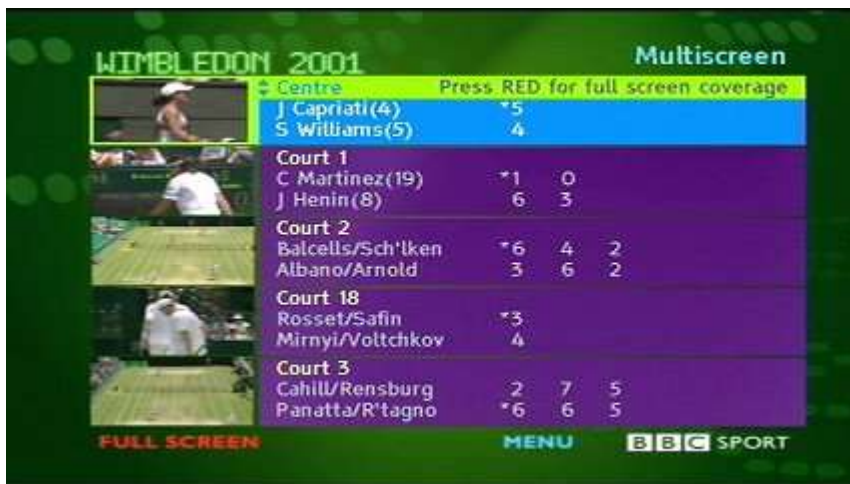 WIMBLEDON 2001 Multiscreen
Centre Press RED for full screen coverage
J Capriati(4) *5
S Williams(5) 4
Court 1
C Martinez(19) *1 0
J Henin(8) 6 3
Court 2
Balcells/Sch'lken *6 4 2
Albano/Arnold 3 6 2
Court 18
Rosset/Safin *3
Mirnyi/Voltchkov 4
Court 3
Cahill/Rensburg 2 7 5
Panatta/R'tagno *6 6 5
FULL SCREEN MENU BBC SPORT